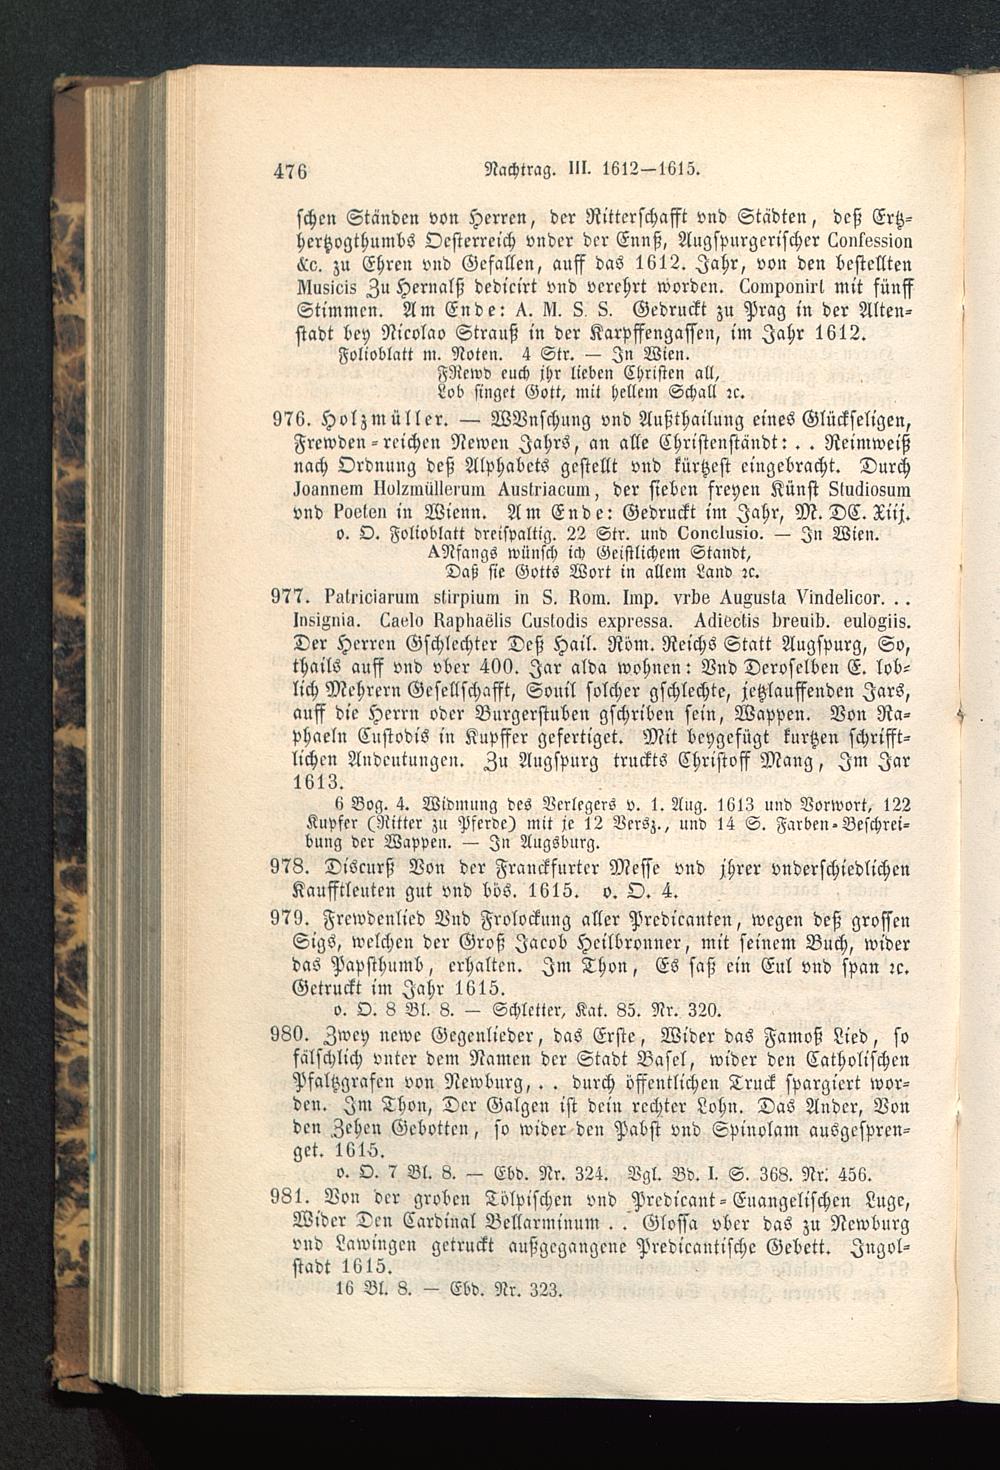 476 Nachtrag. III. 1612—1615.
schen Ständen von Herren, der Ritterschafft vnd Städten, deß Ertz-
hertzogthumbs Oesterreich vnder der Ennß, Augspurgerischer Confession
&c. zu Ehren vnd Gefallen, auff das 1612. Jahr, von den bestellten
Musicis Zu Hernalß dedicirt vnd verehrt worden. Componirt mit fünff
Stimmen. Am Ende: A. M. S. S. Gedruckt zu Prag in der Alten-
stadt bey Nicolao Strauß in der Karpffengassen, im Jahr 1612.
Folioblatt m. Noten. 4 Str. — In Wien.
FRewd euch jhr lieben Christen all,
Lob singet Gott, mit hellem Schall ꝛc.
976. Holzmüller. — WVnschung vnd Außthailung eines Glückseligen,
Frewden-reichen Newen Jahrs, an alle Christenständt: . . Reimweiß
nach Ordnung deß Alphabets gestellt vnd kürtzest eingebracht. Durch
Joannem Holzmüllerum Austriacum, der sieben freyen Künst Studiosum
vnd Poeten in Wienn. Am Ende: Gedruckt im Jahr, M. DC. Xiij.
o. O. Folioblatt dreispaltig. 22 Str. und Conclusio. — In Wien.
ANfangs wünsch ich Geistlichem Standt,
Daß sie Gotts Wort in allem Land ꝛc.
977. Patriciarum stirpium in S. Rom. Imp. vrbe Augusta Vindelicor. . .
Insignia. Caelo Raphaëlis Custodis expressa. Adiectis breuib. eulogiis.
Der Herren Gschlechter Deß Hail. Röm. Reichs Statt Augspurg, So,
thails auff vnd vber 400. Jar alda wohnen: Vnd Deroselben E. lob-
lich Mehrern Gesellschafft, Souil solcher gschlechte, jetzlauffenden Jars,
auff die Herrn oder Burgerstuben gschriben sein, Wappen. Von Ra-
phaeln Custodis in Kupffer gefertiget. Mit beygefügt kurtzen schrifft-
lichen Andeutungen. Zu Augspurg truckts Christoff Mang, Im Jar
1613.
6 Bog. 4. Widmung des Verlegers v. 1. Aug. 1613 und Vorwort, 122
Kupfer (Ritter zu Pferde) mit je 12 Versz., und 14 S. Farben-Beschrei-
bung der Wappen. — In Augsburg.
978. Discurß Von der Franckfurter Messe vnd jhrer vnderschiedlichen
Kaufftleuten gut vnd bös. 1615. o. O. 4.
979. Frewdenlied Vnd Frolockung aller Predicanten, wegen deß grossen
Sigs, welchen der Groß Jacob Heilbronner, mit seinem Buch, wider
das Papsthumb, erhalten. Im Thon, Es saß ein Eul vnd span ꝛc.
Getruckt im Jahr 1615.
o. O. 8 Bl. 8. — Schletter, Kat. 85. Nr. 320.
980. Zwey newe Gegenlieder, das Erste, Wider das Famoß Lied, so
fälschlich vnter dem Namen der Stadt Basel, wider den Catholischen
Pfaltzgrafen von Newburg, . . durch öffentlichen Truck spargiert wor-
den. Im Thon, Der Galgen ist dein rechter Lohn. Das Ander, Von
den Zehen Gebotten, so wider den Pabst vnd Spinolam ausgespren-
get. 1615.
o. O. 7 Bl. 8. — Ebd. Nr. 324. Vgl. Bd. I. S. 368. Nr. 456.
981. Von der groben Tölpischen vnd Predicant-Euangelischen Luge,
Wider Den Cardinal Bellarminum . . Glossa vber das zu Newburg
vnd Lawingen getruckt außgegangene Predicantische Gebett. Ingol-
stadt 1615.
16 Bl. 8. — Ebd. Nr. 323.